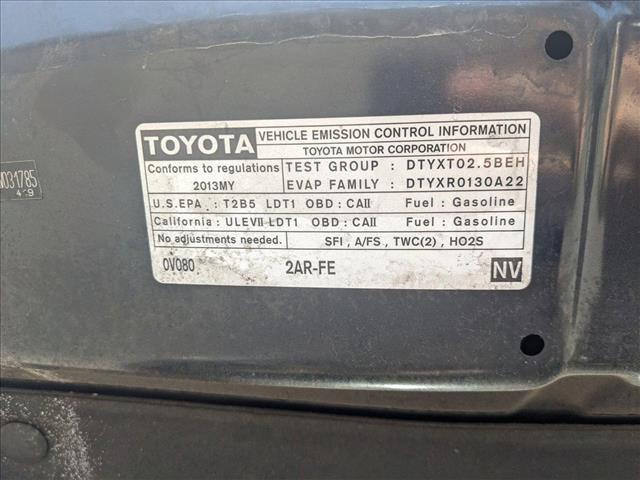 TOYOTA
VEHICLE EMISSION CONTROL INFORMATION
TOYOTA MOTOR CORPORATION
Conforms to regulations
2013MY
TEST GROUP : DTYXT02.5BEH
EVAP FAMILY : DTYXR0130A22
U.S.EPA : T2B5 LDT1 OBD : CAII Fuel : Gasoline
California : ULEVII LDT1 OBD : CAII Fuel : Gasoline
No adjustments needed.
SFI , A/FS , TWC(2) , HO2S
0V080
2AR-FE
NV
031785